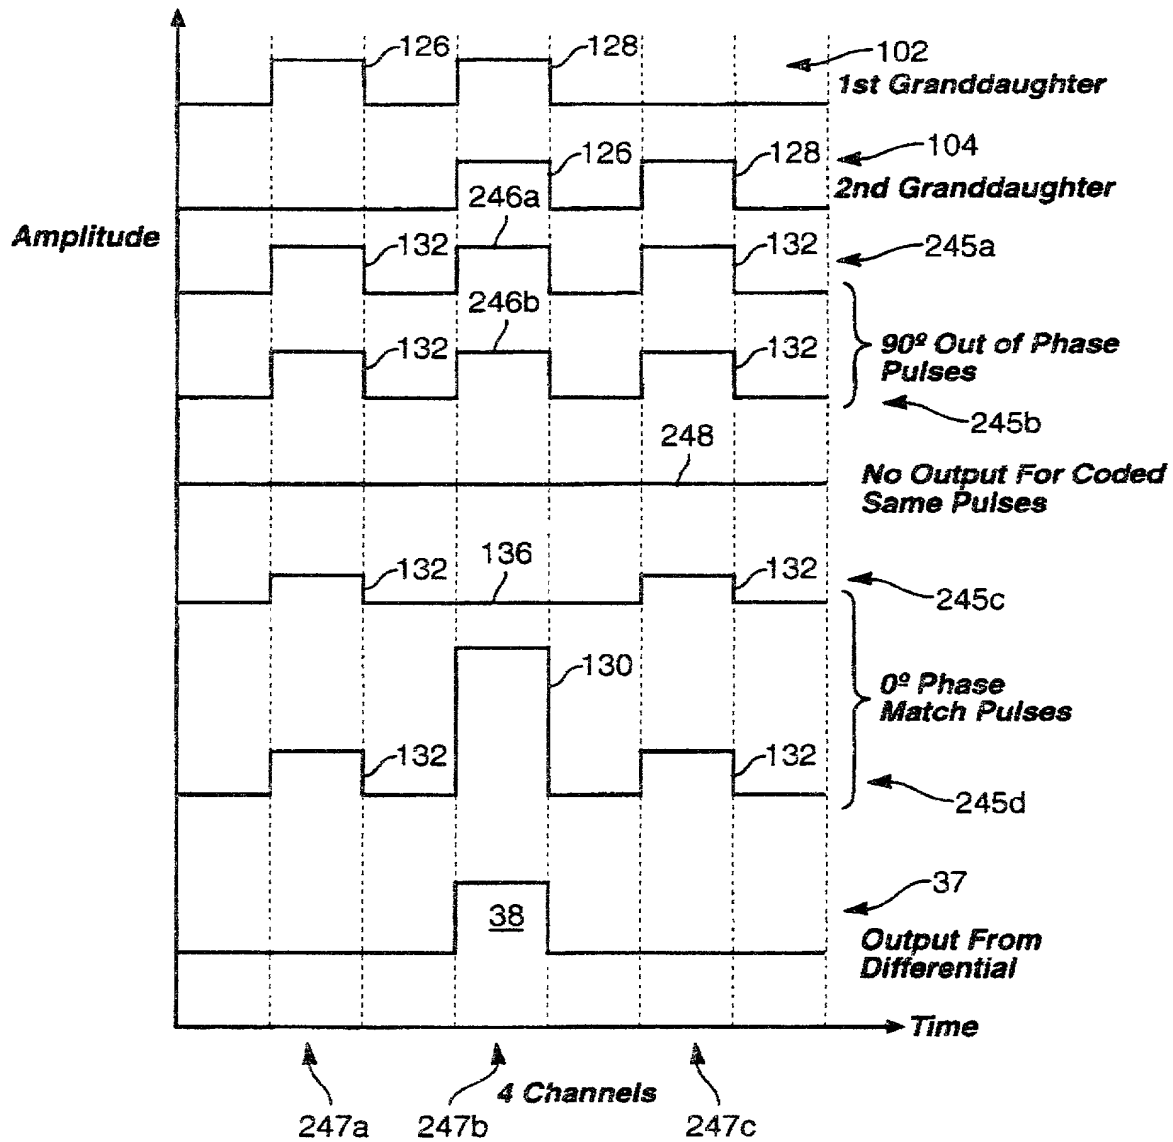 126 128 102
1st Granddaughter
126 128 104
2nd Granddaughter
246a
Amplitude 132 132 245a
246b
132 132 90º Out of Phase
Pulses
245b
248
No Output For Coded
Same Pulses
132 136 132
245c
130
0º Phase
Match Pulses
132 132
245d
37
38
Output From
Differential
Time
4 Channels
247a 247b 247c